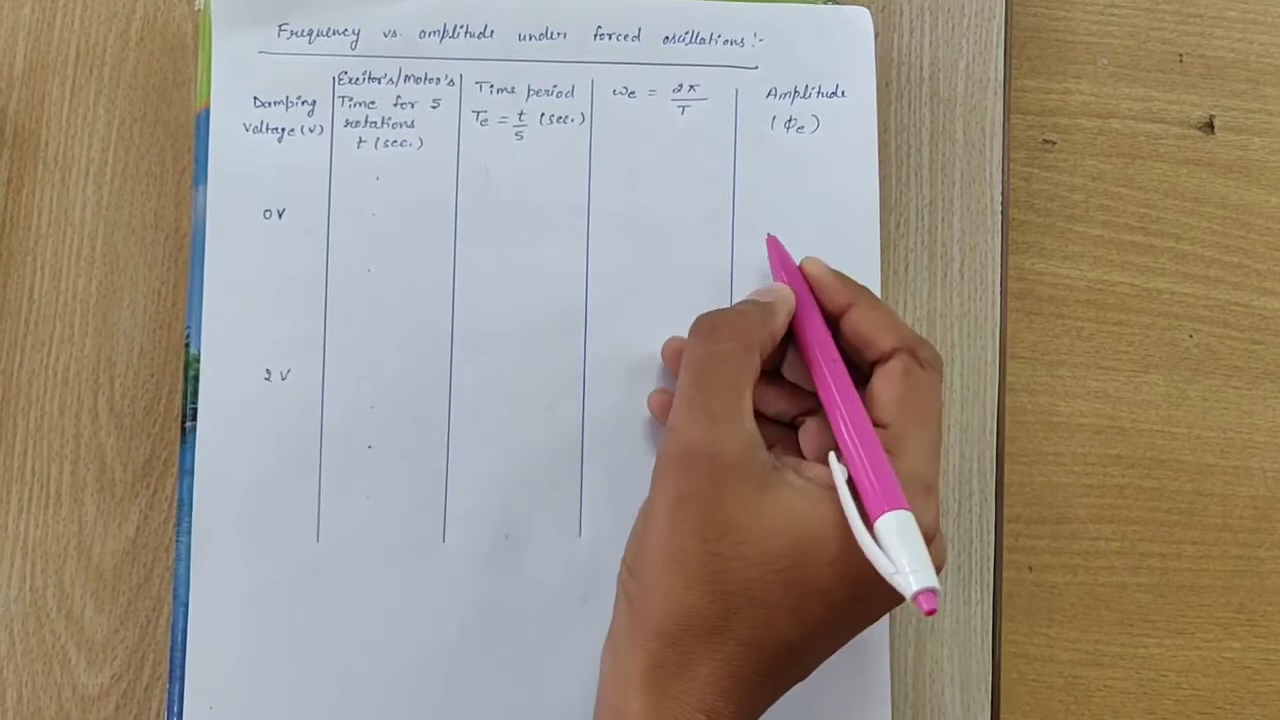 Frequency vs. amplitude under forced oscillations :-
Damping
Voltage (V)
Excitor's/Motor's
Time for 5
rotations
t (sec.)
Time period
Te = t/5 (sec.)
ωe = 2π/T
Amplitude
(ϕe)
0V
2V